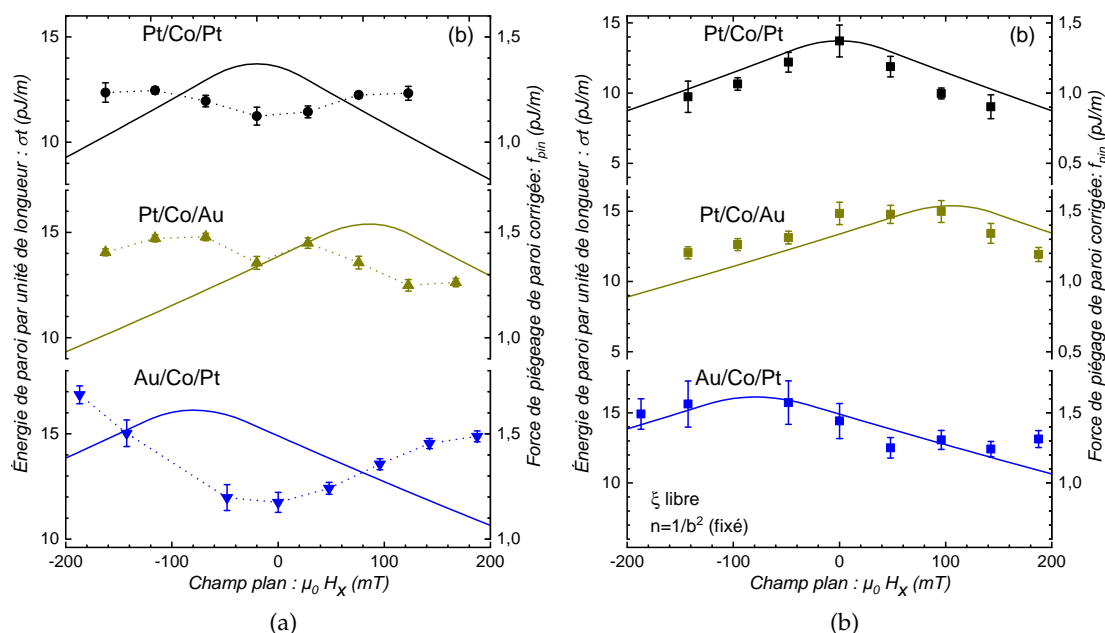 Pt/Co/Pt
(b)
15
10
Pt/Co/Au
15
10
Au/Co/Pt
15
10
1,5
1,0
1,5
1,0
1,5
1,0
-200
-100
0
100
200
Énergie de paroi par unité de longueur : σt (pJ/m)
Force de piégeage de paroi corrigée: f_pin (pJ/m)
Champ plan : μ₀ H_X (mT)
(a)
Pt/Co/Pt
(b)
15
10
5
Pt/Co/Au
15
10
5
Au/Co/Pt
15
10
ξ libre
n=1/b² (fixé)
1,5
1,0
0,5
1,5
1,0
0,5
1,5
1,0
-200
-100
0
100
200
Énergie de paroi par unité de longueur : σt (pJ/m)
Force de piégeage de paroi corrigée: f_pin (pJ/m)
Champ plan : μ₀ H_X (mT)
(b)